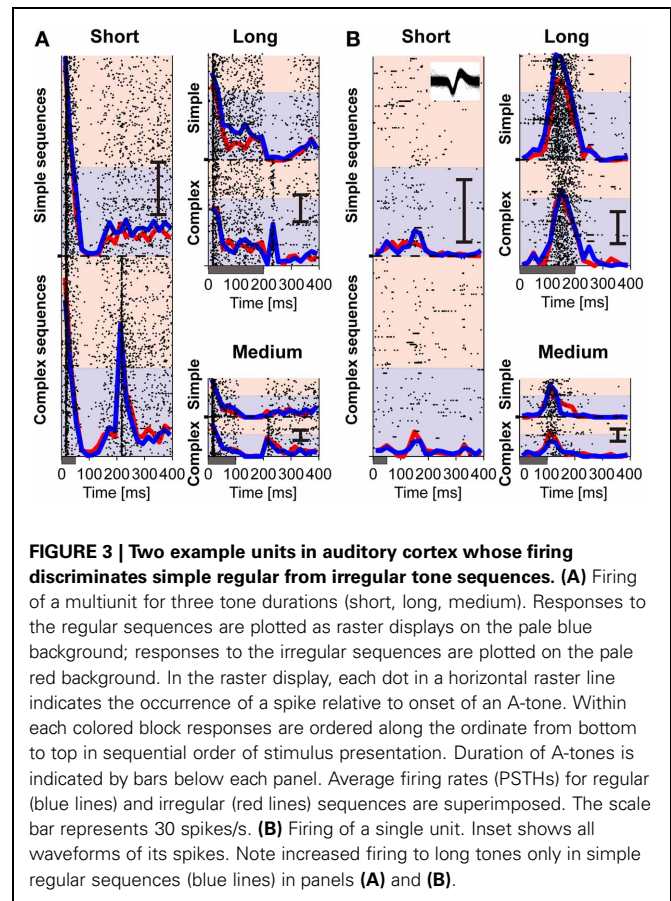 A
Short
Long
B
Short
Long
Simple sequences
Complex sequences
Simple
Complex
0 100 200 300 400
Time [ms]
Medium
Simple
Complex
0 100 200 300 400
Time [ms]
0 100 200 300 400
Time [ms]
Simple sequences
Complex sequences
Simple
Complex
0 100 200 300 400
Time [ms]
Medium
Simple
Complex
0 100 200 300 400
Time [ms]
0 100 200 300 400
Time [ms]
FIGURE 3 | Two example units in auditory cortex whose firing
discriminates simple regular from irregular tone sequences. (A) Firing
of a multiunit for three tone durations (short, long, medium). Responses to
the regular sequences are plotted as raster displays on the pale blue
background; responses to the irregular sequences are plotted on the pale
red background. In the raster display, each dot in a horizontal raster line
indicates the occurrence of a spike relative to onset of an A-tone. Within
each colored block responses are ordered along the ordinate from bottom
to top in sequential order of stimulus presentation. Duration of A-tones is
indicated by bars below each panel. Average firing rates (PSTHs) for regular
(blue lines) and irregular (red lines) sequences are superimposed. The scale
bar represents 30 spikes/s. (B) Firing of a single unit. Inset shows all
waveforms of its spikes. Note increased firing to long tones only in simple
regular sequences (blue lines) in panels (A) and (B).